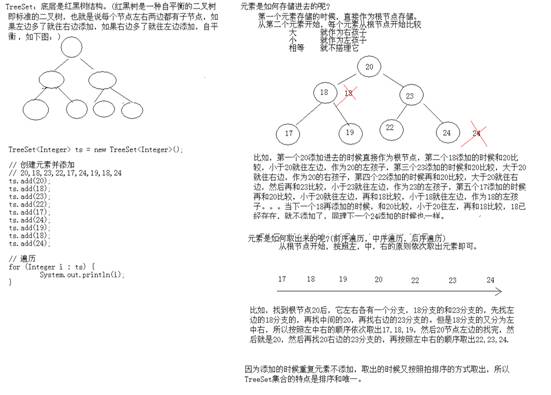 TreeSet: 底层是红黑树结构。(红黑树是一种自平衡的二叉树
即标准的二叉树，也就是说每个节点左右两边都有子节点，如
果左边多了就往右边添加，如果右边多了就往左边添加，自平
衡，如下图：)
TreeSet<Integer> ts = new TreeSet<Integer>();
// 创建元素并添加
// 20,18,23,22,17,24,19,18,24
ts.add(20);
ts.add(18);
ts.add(23);
ts.add(22);
ts.add(17);
ts.add(24);
ts.add(19);
ts.add(18);
ts.add(24);
// 遍历
for (Integer i : ts) {
System.out.println(i);
}
元素是如何存储进去的呢?
第一个元素存储的时候，直接作为根节点存储。
从第二个元素开始，每个元素从根节点开始比较
大 就作为右孩子
小 就作为左孩子
相等 就不搭理它
20
18 18 23
17 19 22 24 24
比如，第一个20添加进去的时候直接作为根节点，第二个18添加的时候和20比
较，小于20就往左边，作为20的左孩子，第三个23添加的时候和20比较，大于20
就往右边，作为20的右孩子，第四个22添加的时候再和20比较，大于20就往右
边，然后再和23比较，小于23就往左边，作为23的左孩子，第五个17添加的时候
再和20比较，小于20就往左边，再和18比较，小于18就往左边，作为18的左孩
子。。。当下一个18再添加的时候，和20比较，小于20往左，再和18比较，18已
经存在，就不添加了，同理下一个24添加的时候也一样。
元素是如何取出来的呢?(前序遍历，中序遍历，后序遍历)
从根节点开始，按照左，中，右的原则依次取出元素即可。
17 18 19 20 22 23 24
比如，找到根节点20后，它左右各有一个分支，18分支的和23分支的，先找左
边的18分支的，再找中间的20，再找右边的23分支的，但是18分支的又分为左
中右，所以按照左中右的顺序依次取出17,18,19，然后20节点左边的找完，然
后就是20，然后再找20右边的23分支的，再按照左中右的顺序取出22,23,24.
因为添加的时候重复元素不添加，取出的时候又按照拍排序的方式取出，所以
TreeSet集合的特点是排序和唯一。